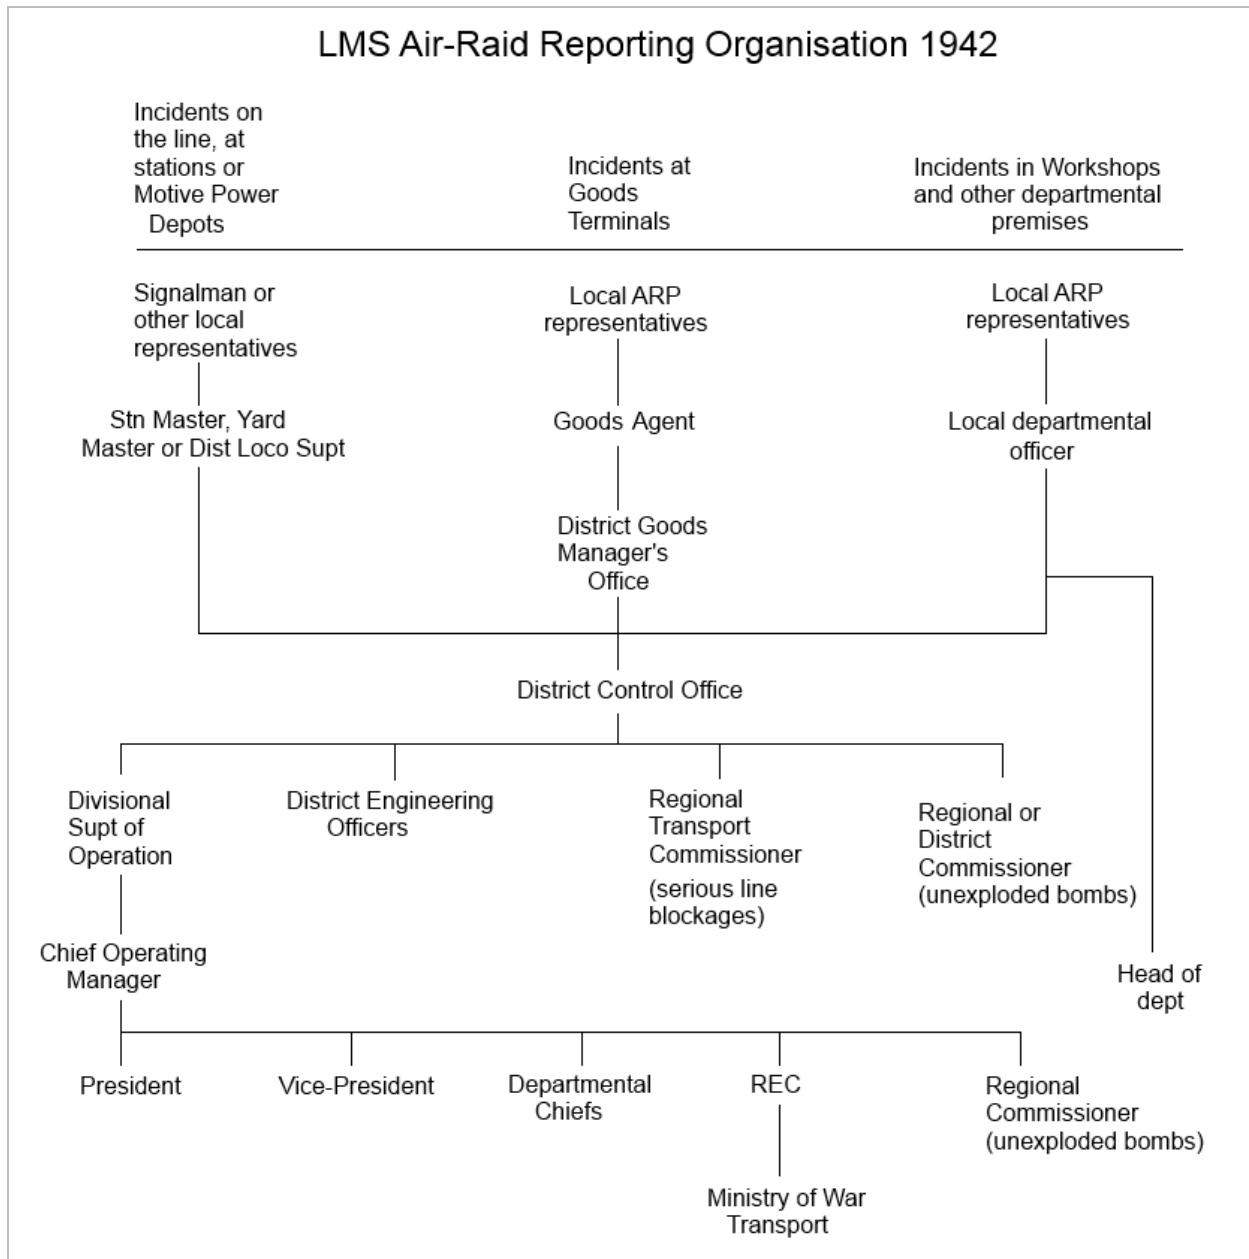 LMS Air-Raid Reporting Organisation 1942
Incidents on
the line, at
stations or
Motive Power
Depots
Incidents at
Goods
Terminals
Incidents in Workshops
and other departmental
premises
Signalman or
other local
representatives
Local ARP
representatives
Local ARP
representatives
Stn Master, Yard
Master or Dist Loco Supt
Goods Agent
Local departmental
officer
District Goods
Manager's
Office
District Control Office
Divisional
Supt of
Operation
District Engineering
Officers
Regional
Transport
Commissioner
(serious line
blockages)
Regional or
District
Commissioner
(unexploded bombs)
Chief Operating
Manager
Head of
dept
President
Vice-President
Departmental
Chiefs
REC
Regional
Commissioner
(unexploded bombs)
Ministry of War
Transport